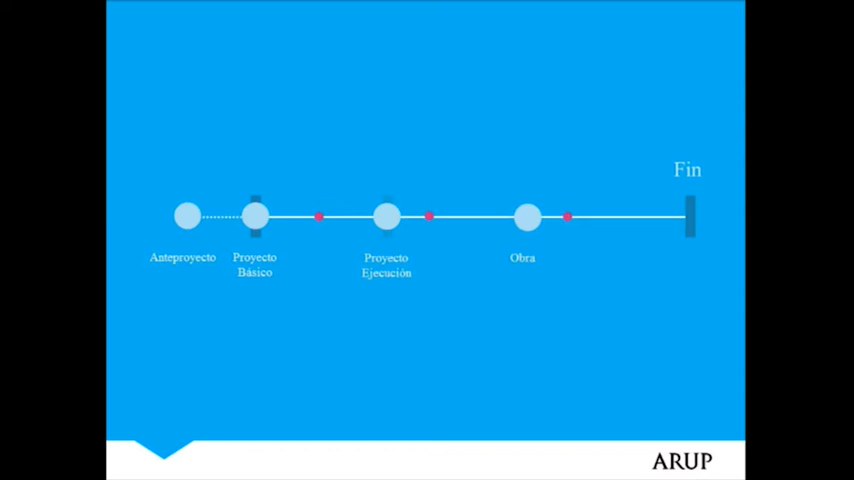 Fin
Anteproyecto
Proyecto
Básico
Proyecto
Ejecución
Obra
ARUP